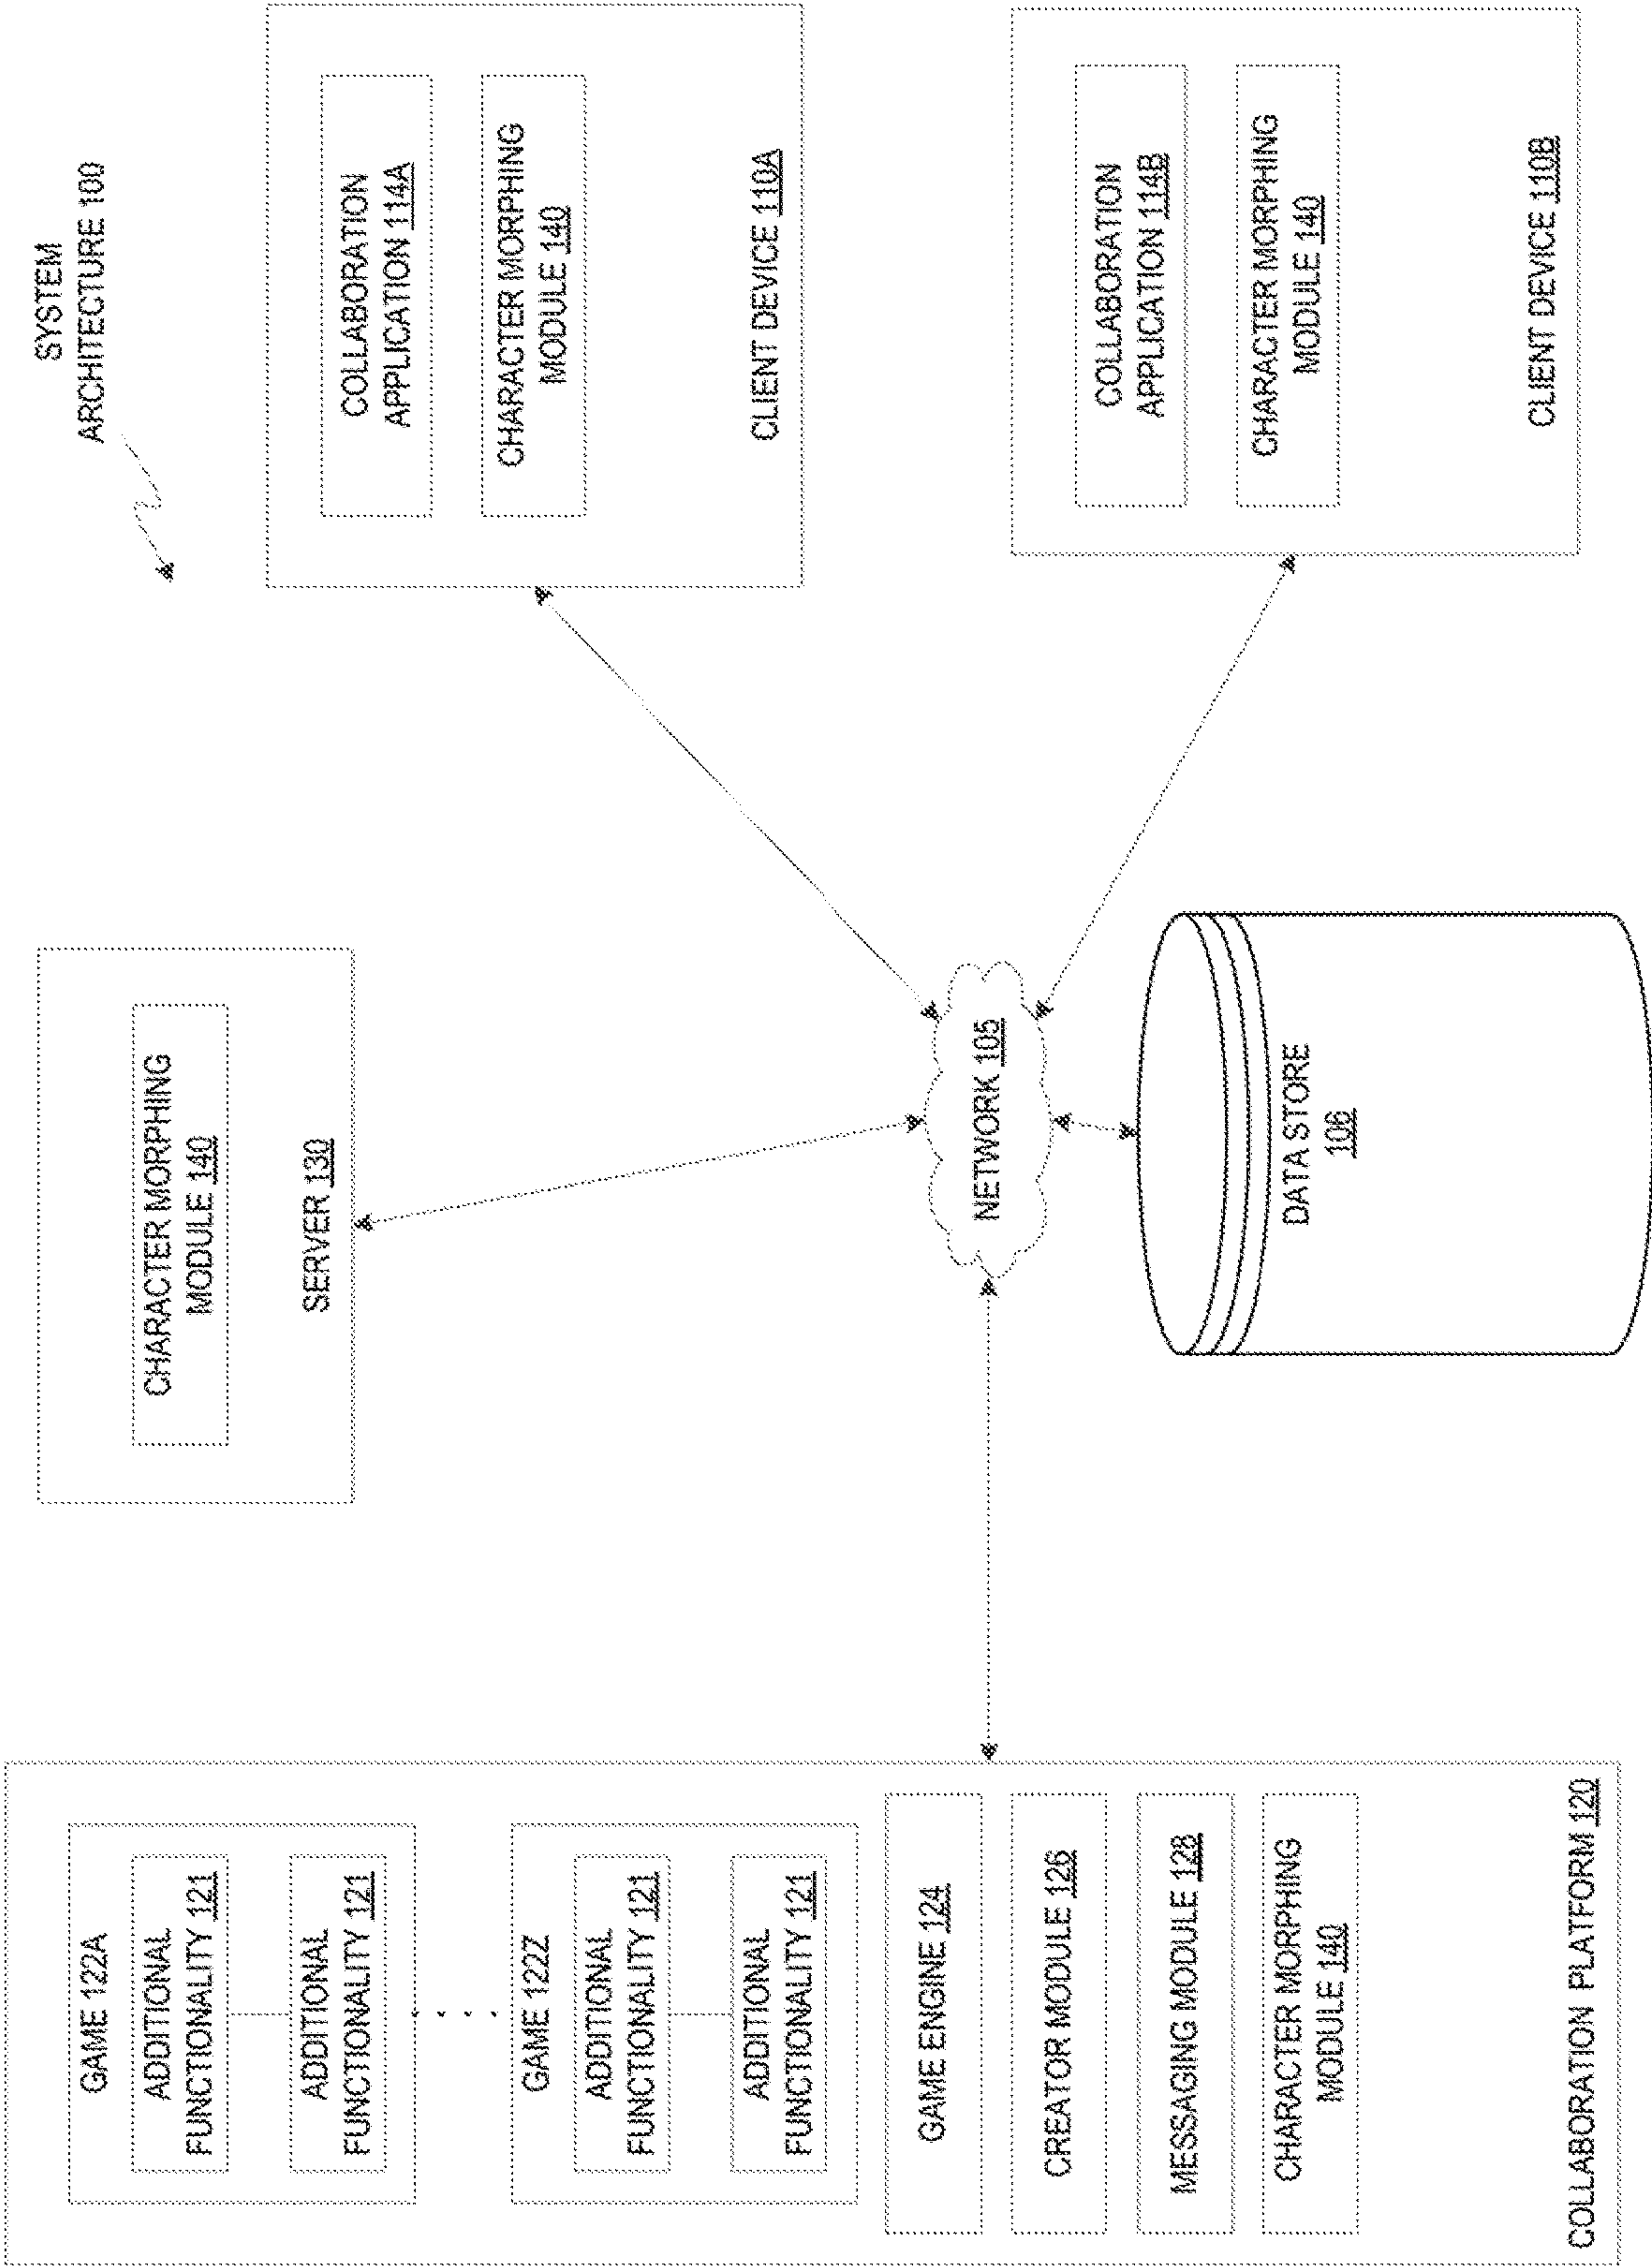 SYSTEM
ARCHITECTURE 100
GAME 122A
ADDITIONAL
FUNCTIONALITY 121
ADDITIONAL
FUNCTIONALITY 121
GAME 122Z
ADDITIONAL
FUNCTIONALITY 121
ADDITIONAL
FUNCTIONALITY 121
GAME ENGINE 124
CREATOR MODULE 126
MESSAGING MODULE 128
CHARACTER MORPHING
MODULE 140
COLLABORATION PLATFORM 120
CHARACTER MORPHING
MODULE 140
SERVER 130
NETWORK 105
DATA STORE
106
COLLABORATION
APPLICATION 114A
CHARACTER MORPHING
MODULE 140
CLIENT DEVICE 110A
COLLABORATION
APPLICATION 114B
CHARACTER MORPHING
MODULE 140
CLIENT DEVICE 110B